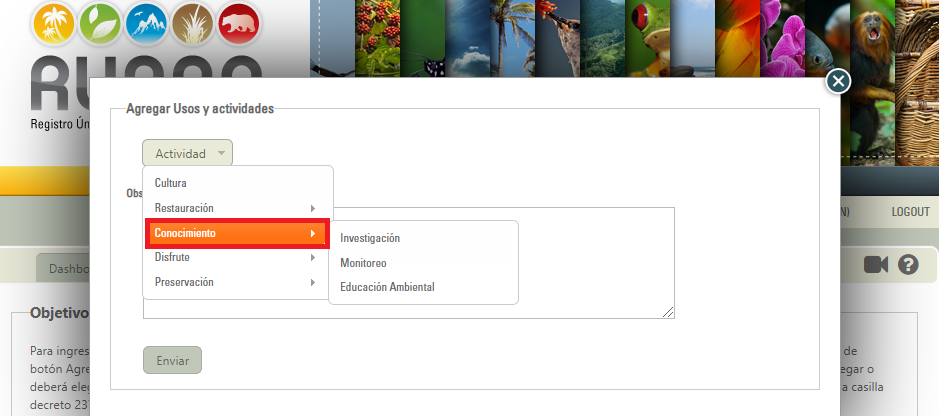 Registro Ún
Agregar Usos y actividades
Actividad
Cultura
Obs
Restauración
Conocimiento
Investigación
Monitoreo
Disfrute
Educación Ambiental
Preservación
Enviar
N)
LOGOUT
Dashbo
Objetivo
Para ingres
de
botón Agre
egar o
deberá eleg
a casilla
decreto 237